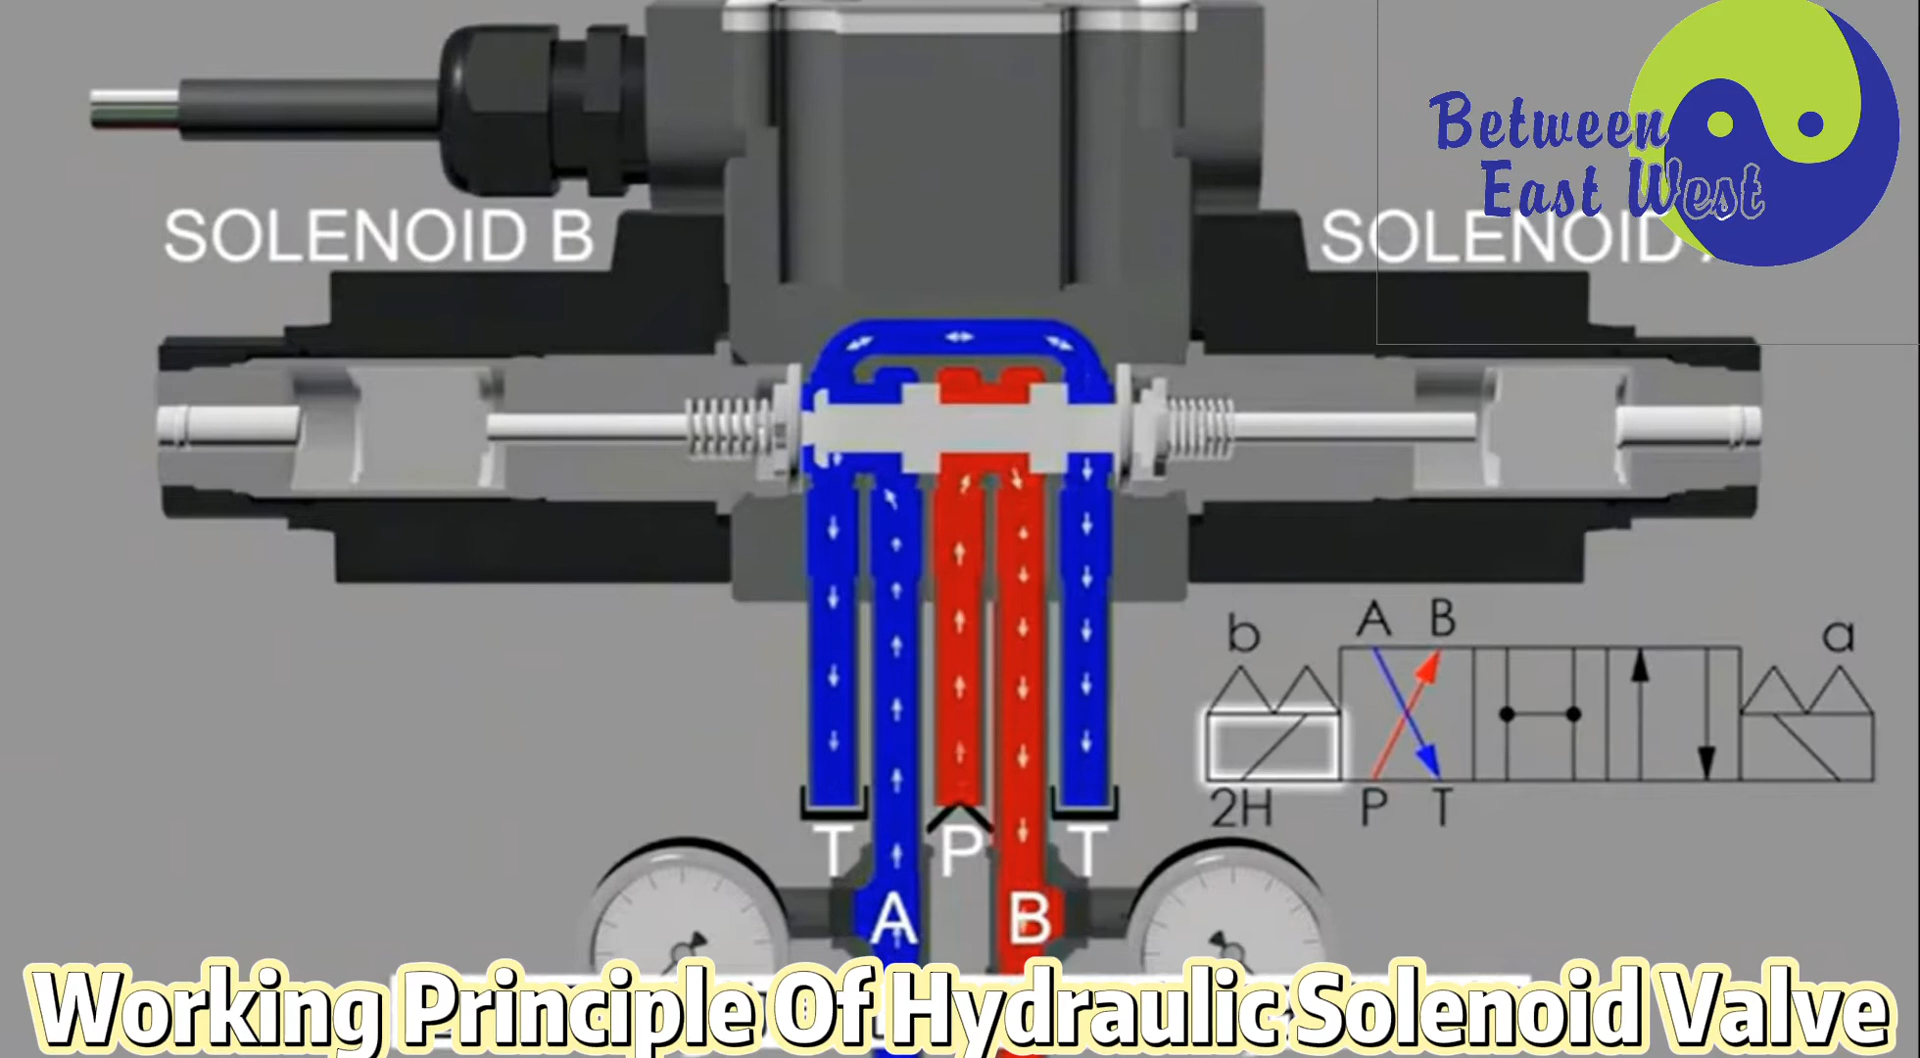 Between
East West
SOLENOID B
SOLENOID
A B
b a
2H P T
T P T
A B
Working Principle Of Hydraulic Solenoid Valve